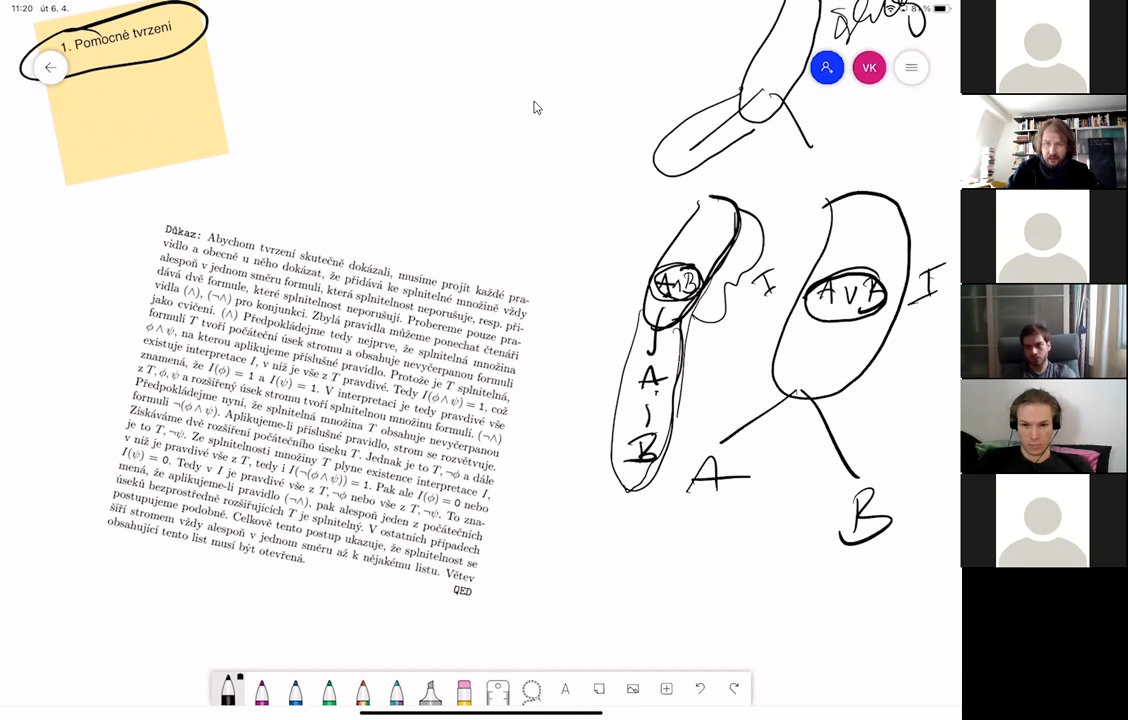 11:20 út 6. 4.
81 %
1. Pomocné tvrzení
VK
Důkaz: Abychom tvrzení skutečně dokázali, musíme projít každé pra-
vidlo a obecně u něho dokázat, že přidává ke splnitelné množině vždy
alespoň v jednom směru formuli, která splnitelnost neporušuje, resp. při-
dává dvě formule, které splnitelnost neporušují. Probereme pouze pra-
vidla (∧), (¬∧) pro konjunkci. Zbylá pravidla můžeme ponechat čtenáři
jako cvičení. (∧) Předpokládejme tedy nejprve, že splnitelná množina
formulí T tvoří počáteční úsek stromu a obsahuje nevyčerpanou formuli
ϕ ∧ ψ, na kterou aplikujeme příslušné pravidlo. Protože je T splnitelná,
existuje interpretace I, v níž je vše z T pravdivé. Tedy I(ϕ ∧ ψ) = 1, což
znamená, že I(ϕ) = 1 a I(ψ) = 1. V interpretaci je tedy pravdivé vše
z T, ϕ, ψ a rozšířený úsek stromu tvoří splnitelnou množinu formulí. (¬∧)
Předpokládejme nyní, že splnitelná množina T obsahuje nevyčerpanou
formuli ¬(ϕ ∧ ψ). Aplikujeme-li příslušné pravidlo, strom se rozvětvuje.
Získáváme dvě rozšíření počátečního úseku T. Jednak je to T, ¬ϕ a dále
je to T, ¬ψ. Ze splnitelnosti množiny T plyne existence interpretace I,
v níž je pravdivé vše z T, tedy i I(¬(ϕ ∧ ψ)) = 1. Pak ale I(ϕ) = 0 nebo
I(ψ) = 0. Tedy v I je pravdivé vše z T, ¬ϕ nebo vše z T, ¬ψ. To zna-
mená, že aplikujeme-li pravidlo (¬∧), pak alespoň jeden z počátečních
úseků bezprostředně rozšiřujících T je splnitelný. V ostatních případech
postupujeme podobně. Celkově tento postup ukazuje, že splnitelnost se
šíří stromem vždy alespoň v jednom směru až k nějakému listu. Větev
obsahující tento list musí být otevřená.
QED
A∧B
I
A
B
A∨B
I
A
B
A